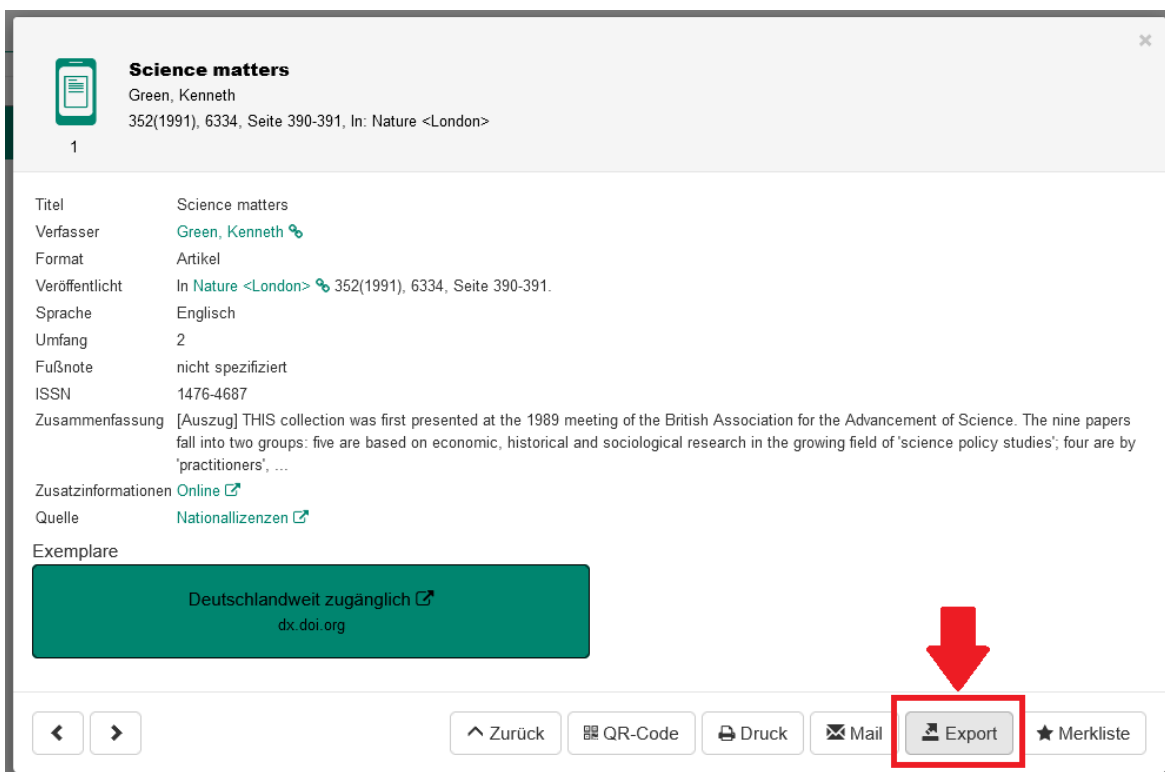 ×
Science matters
Green, Kenneth
352(1991), 6334, Seite 390-391, In: Nature <London>
1
Titel Science matters
Verfasser Green, Kenneth
Format Artikel
Veröffentlicht In Nature <London> 352(1991), 6334, Seite 390-391.
Sprache Englisch
Umfang 2
Fußnote nicht spezifiziert
ISSN 1476-4687
Zusammenfassung [Auszug] THIS collection was first presented at the 1989 meeting of the British Association for the Advancement of Science. The nine papers
fall into two groups: five are based on economic, historical and sociological research in the growing field of 'science policy studies'; four are by
'practitioners', ...
Zusatzinformationen Online
Quelle Nationallizenzen
Exemplare
Deutschlandweit zugänglich
dx.doi.org
Zurück QR-Code Druck Mail Export Merkliste